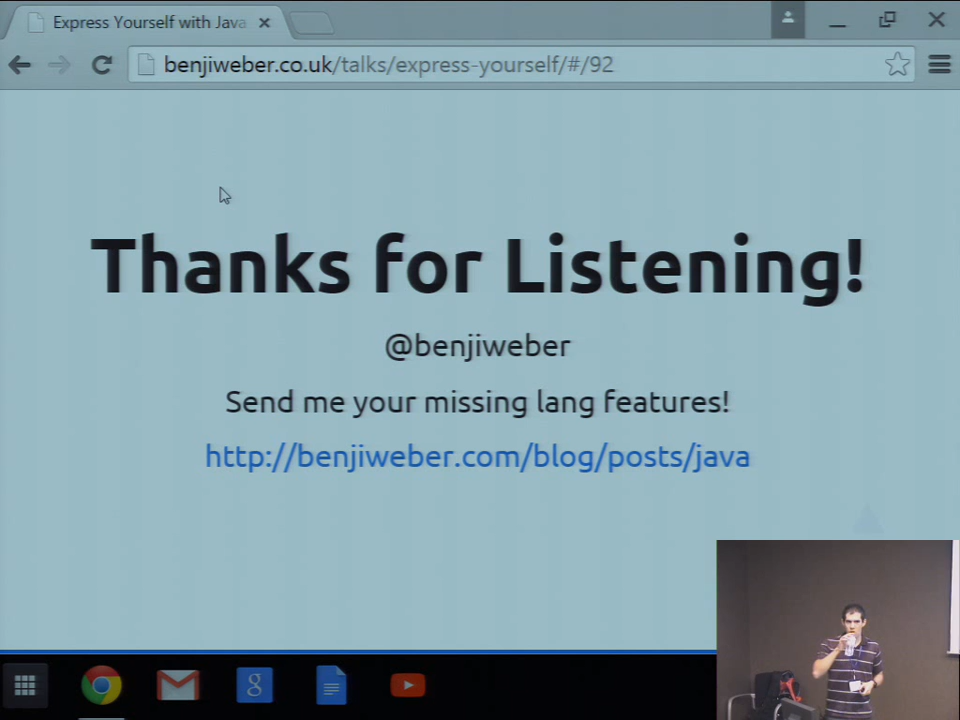 Express Yourself with Java
benjiweber.co.uk/talks/express-yourself/#/92
Thanks for Listening!
@benjiweber
Send me your missing lang features!
http://benjiweber.com/blog/posts/java
g